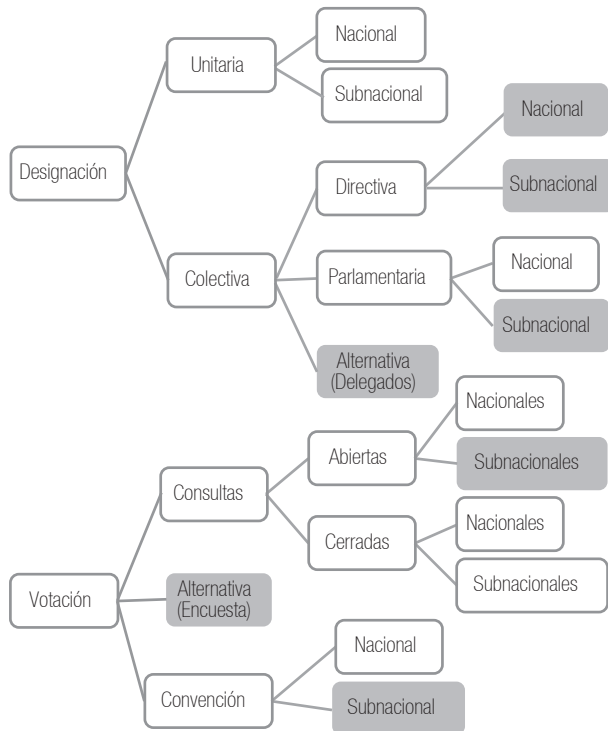 Designación
Unitaria
Nacional
Subnacional
Colectiva
Directiva
Nacional
Subnacional
Parlamentaria
Nacional
Subnacional
Alternativa
(Delegados)
Votación
Consultas
Abiertas
Nacionales
Subnacionales
Cerradas
Nacionales
Subnacionales
Alternativa
(Encuesta)
Convención
Nacional
Subnacional